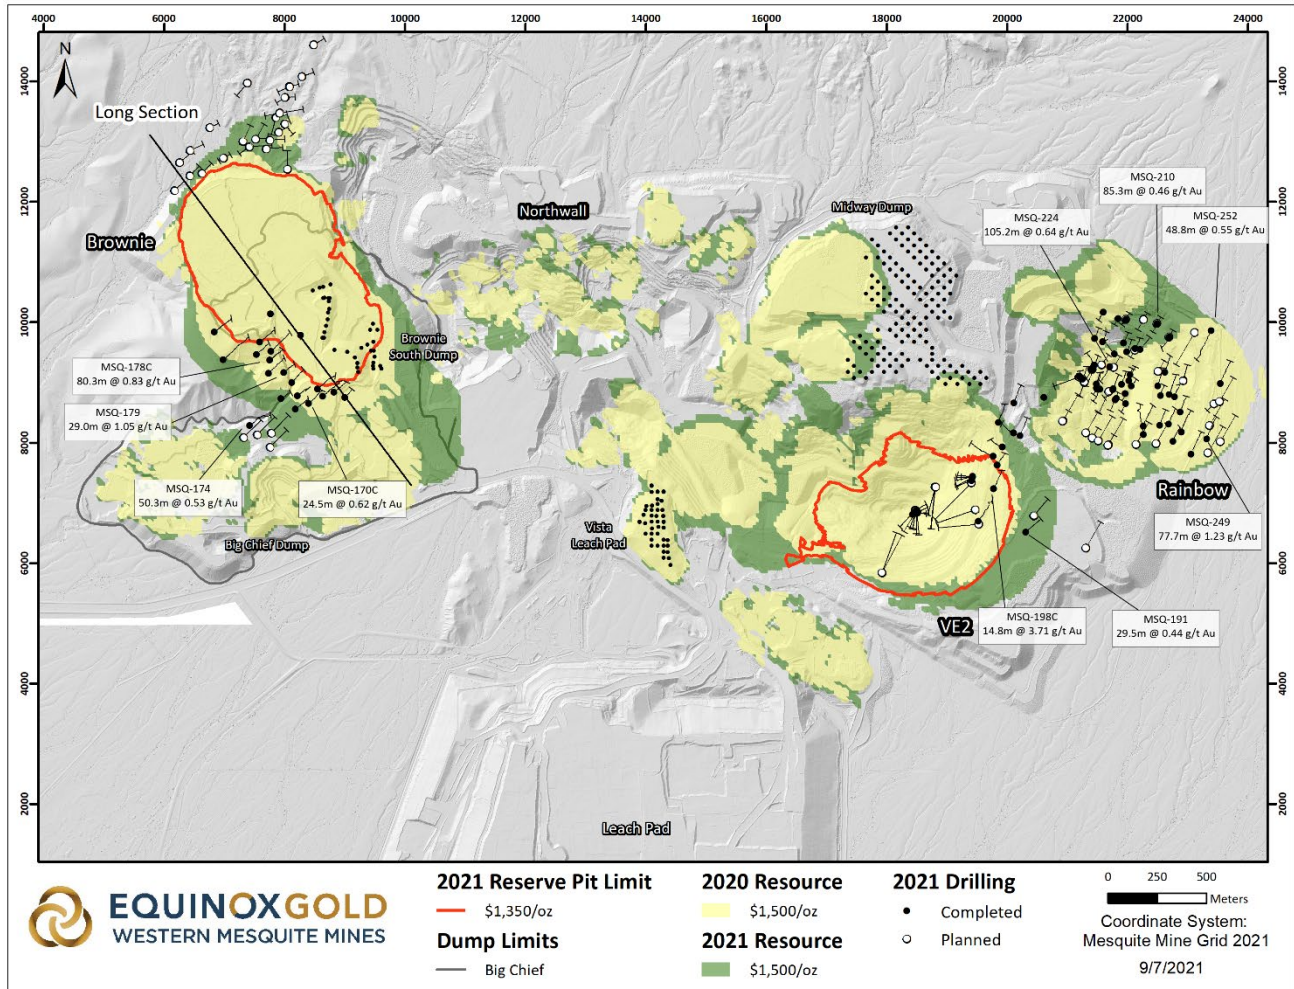 4000 6000 8000 10000 12000 14000 16000 18000 20000 22000 24000
14000
12000
10000
8000
6000
4000
2000
14000
12000
10000
8000
6000
4000
2000
N
Long Section
Brownie
Northwall
Midway Dump
MSQ-210
85.3m @ 0.46 g/t Au
MSQ-224
105.2m @ 0.64 g/t Au
MSQ-252
48.8m @ 0.55 g/t Au
Brownie
South Dump
MSQ-178C
80.3m @ 0.83 g/t Au
MSQ-179
29.0m @ 1.05 g/t Au
MSQ-174
50.3m @ 0.53 g/t Au
MSQ-170C
24.5m @ 0.62 g/t Au
Big Chief Dump
Vista
Leach Pad
Rainbow
MSQ-249
77.7m @ 1.23 g/t Au
VE2
MSQ-198C
14.8m @ 3.71 g/t Au
MSQ-191
29.5m @ 0.44 g/t Au
Leach Pad
EQUINOXGOLD
WESTERN MESQUITE MINES
2021 Reserve Pit Limit
$1,350/oz
Dump Limits
Big Chief
2020 Resource
$1,500/oz
2021 Resource
$1,500/oz
2021 Drilling
Completed
Planned
0 250 500
Meters
Coordinate System:
Mesquite Mine Grid 2021
9/7/2021